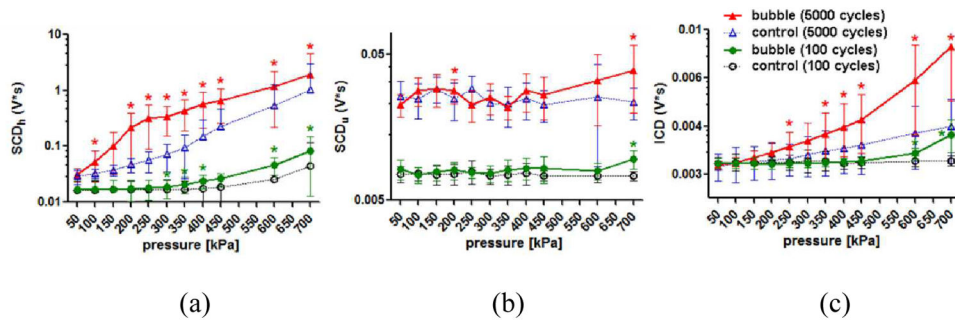 bubble (5000 cycles)
control (5000 cycles)
bubble (100 cycles)
control (100 cycles)
SCDh (V*s)
10
1
0.1
0.01
50 100 150 200 250 300 350 400 450 500 550 600 650 700
pressure [kPa]
(a)
SCDu (V*s)
0.05
0.005
50 100 150 200 250 300 350 400 450 500 550 600 650 700
pressure [kPa]
(b)
ICD (V*s)
0.01
0.006
0.004
0.003
50 100 150 200 250 300 350 400 450 500 550 600 650 700
pressure [kPa]
(c)